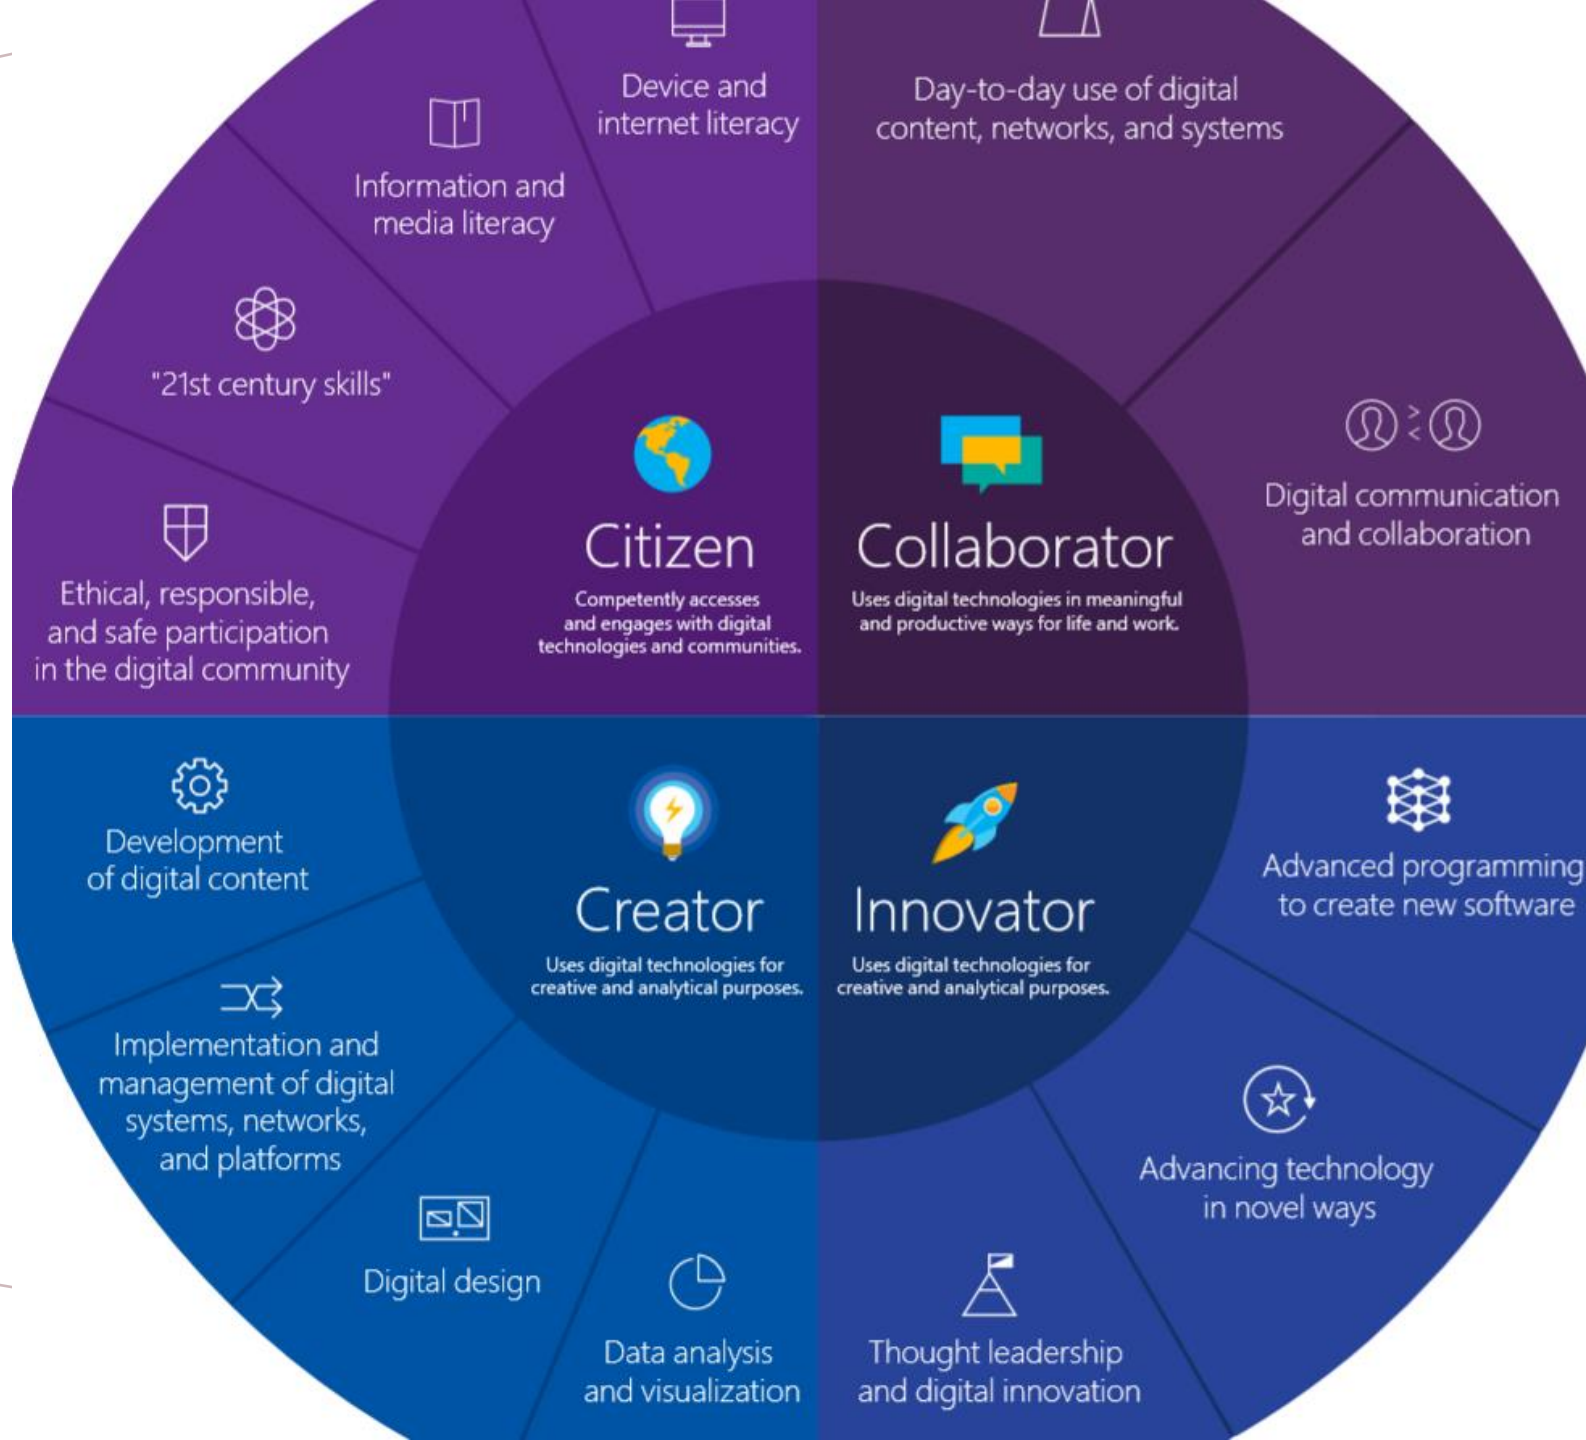 Device and
internet literacy
Information and
media literacy
"21st century skills"
Ethical, responsible,
and safe participation
in the digital community
Citizen
Competently accesses
and engages with digital
technologies and communities.
Day-to-day use of digital
content, networks, and systems
Digital communication
and collaboration
Collaborator
Uses digital technologies in meaningful
and productive ways for life and work.
Development
of digital content
Implementation and
management of digital
systems, networks,
and platforms
Digital design
Data analysis
and visualization
Creator
Uses digital technologies for
creative and analytical purposes.
Innovator
Uses digital technologies for
creative and analytical purposes.
Advanced programming
to create new software
Advancing technology
in novel ways
Thought leadership
and digital innovation